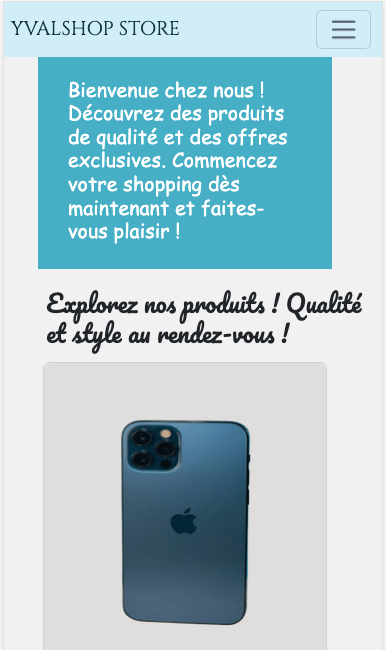 YVALSHOP STORE
Bienvenue chez nous !
Découvrez des produits
de qualité et des offres
exclusives. Commencez
votre shopping dès
maintenant et faites-
vous plaisir !
Explorez nos produits ! Qualité
et style au rendez-vous !